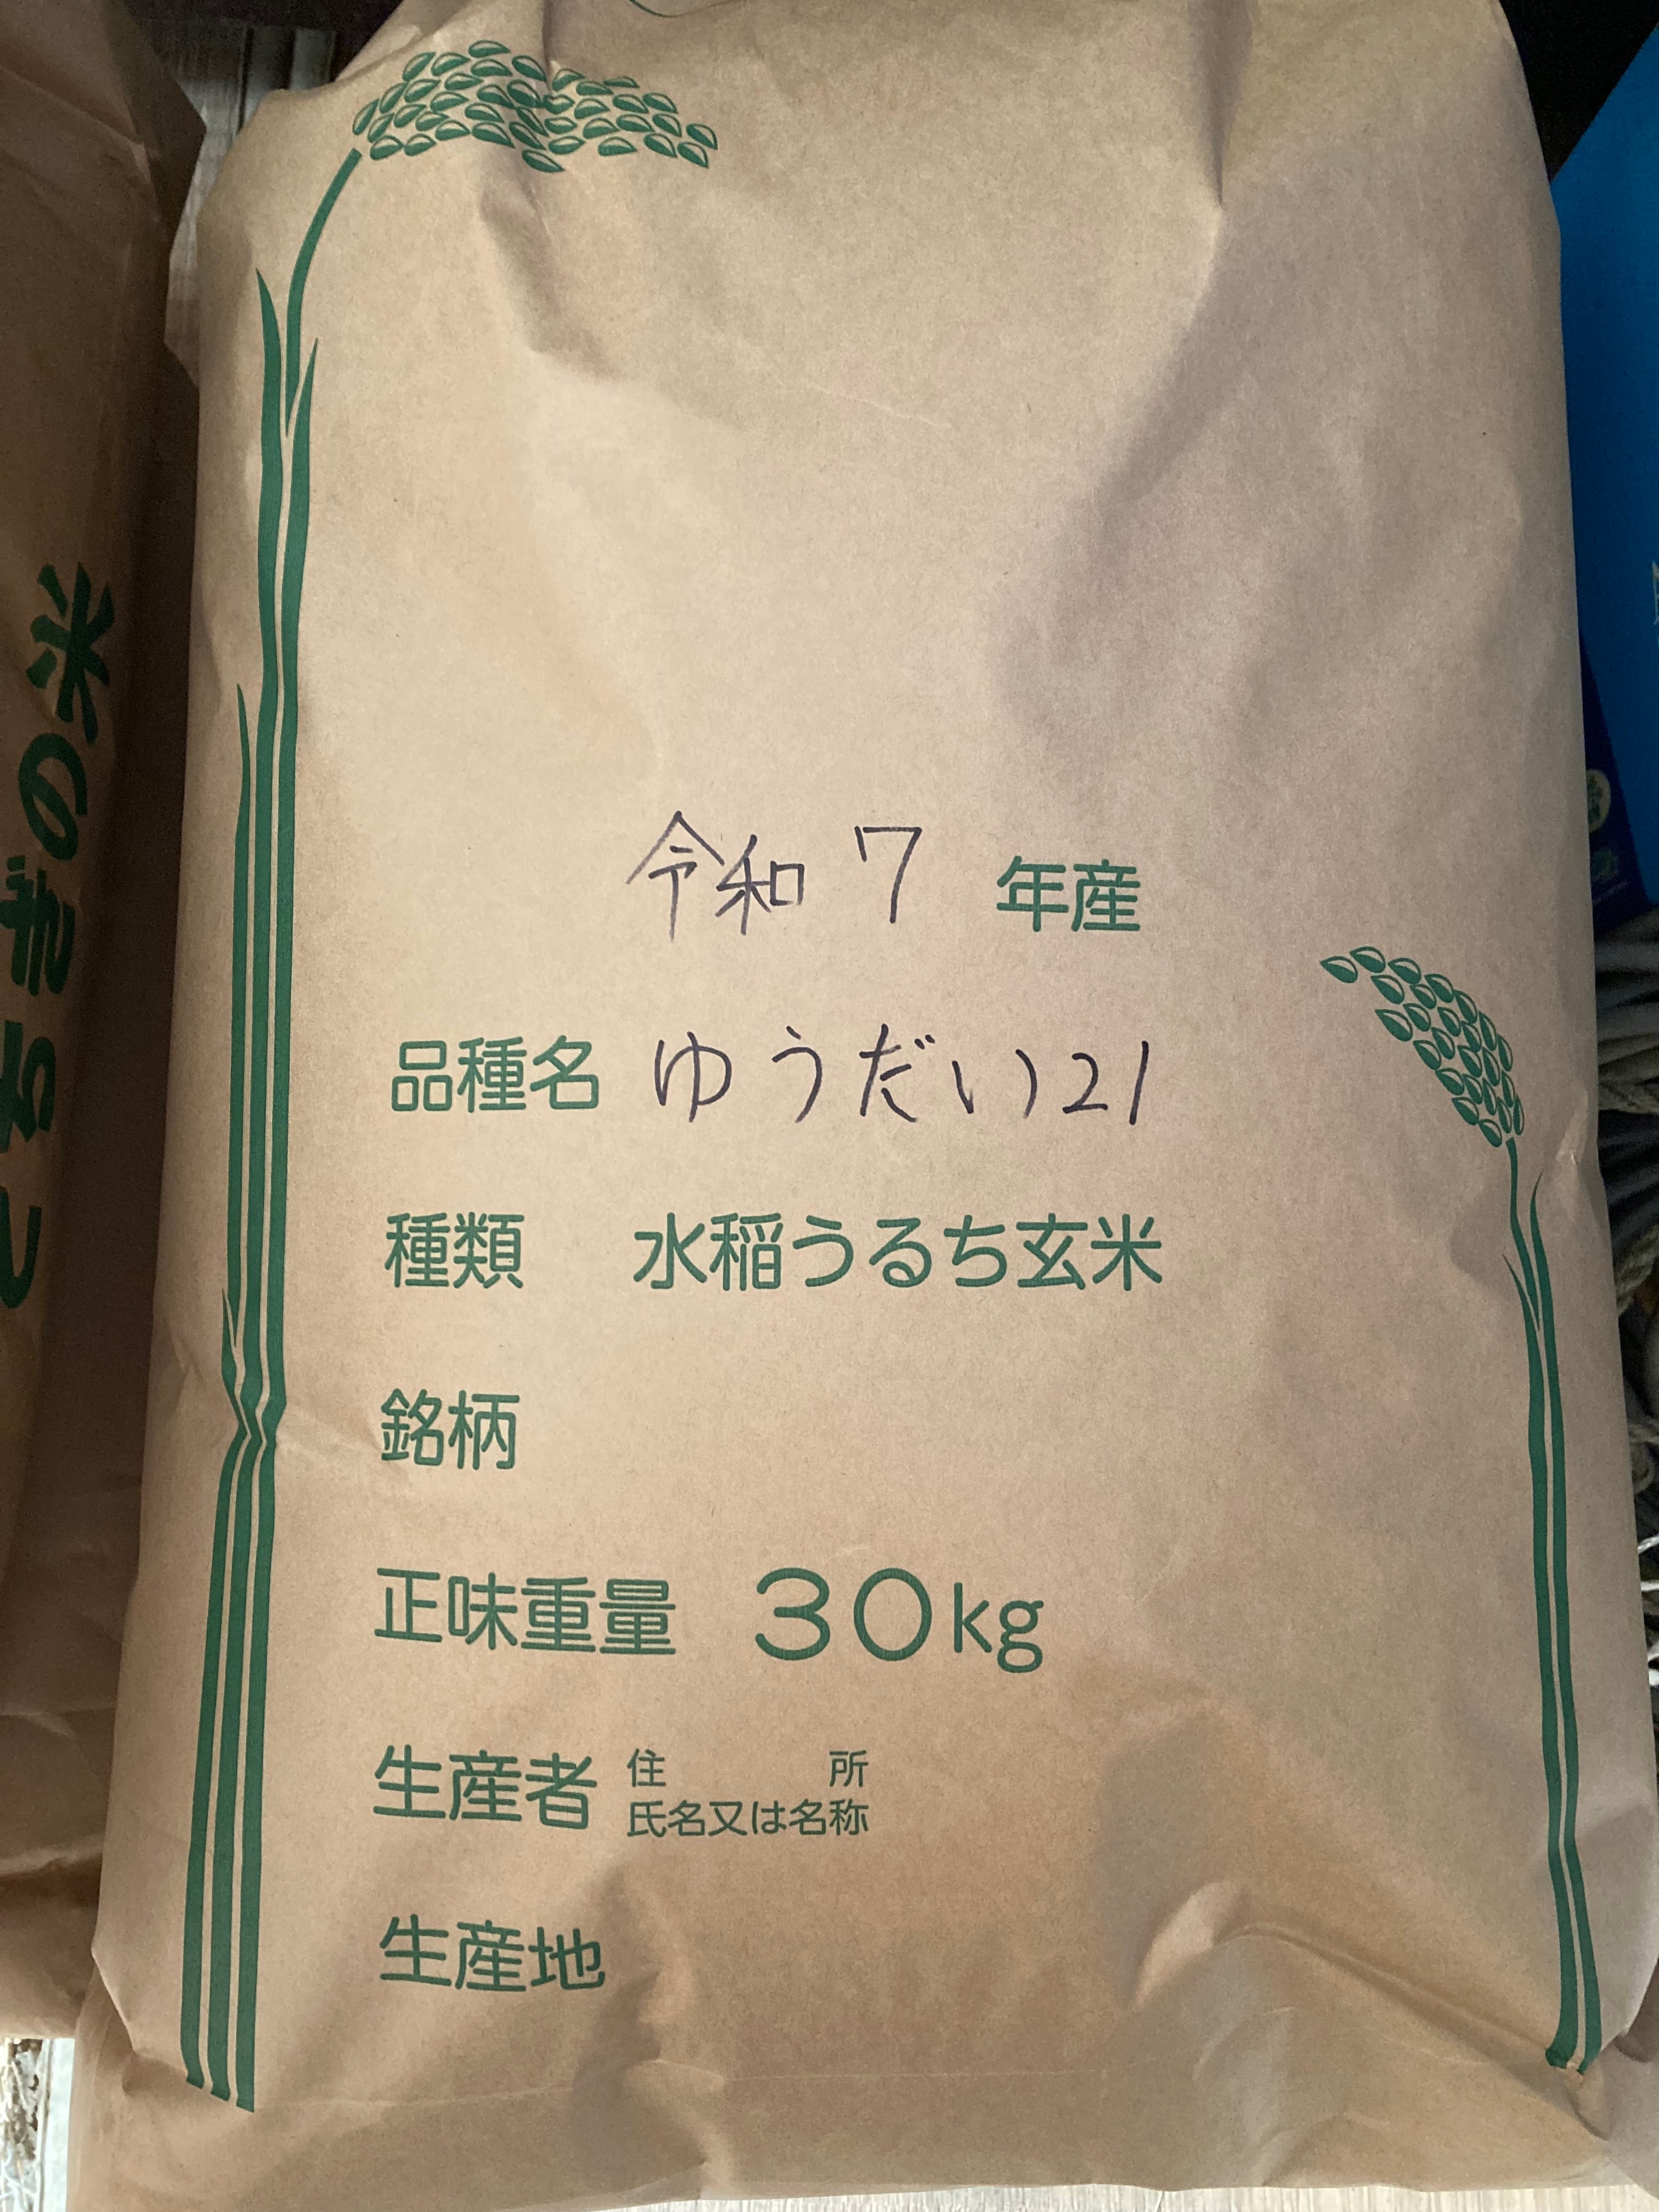 令和 7 年産
品種名 ゆうだい21
種類 水稲うるち玄米
銘柄
正味重量 30kg
生産者 住 所
氏名又は名称
生産地
米の